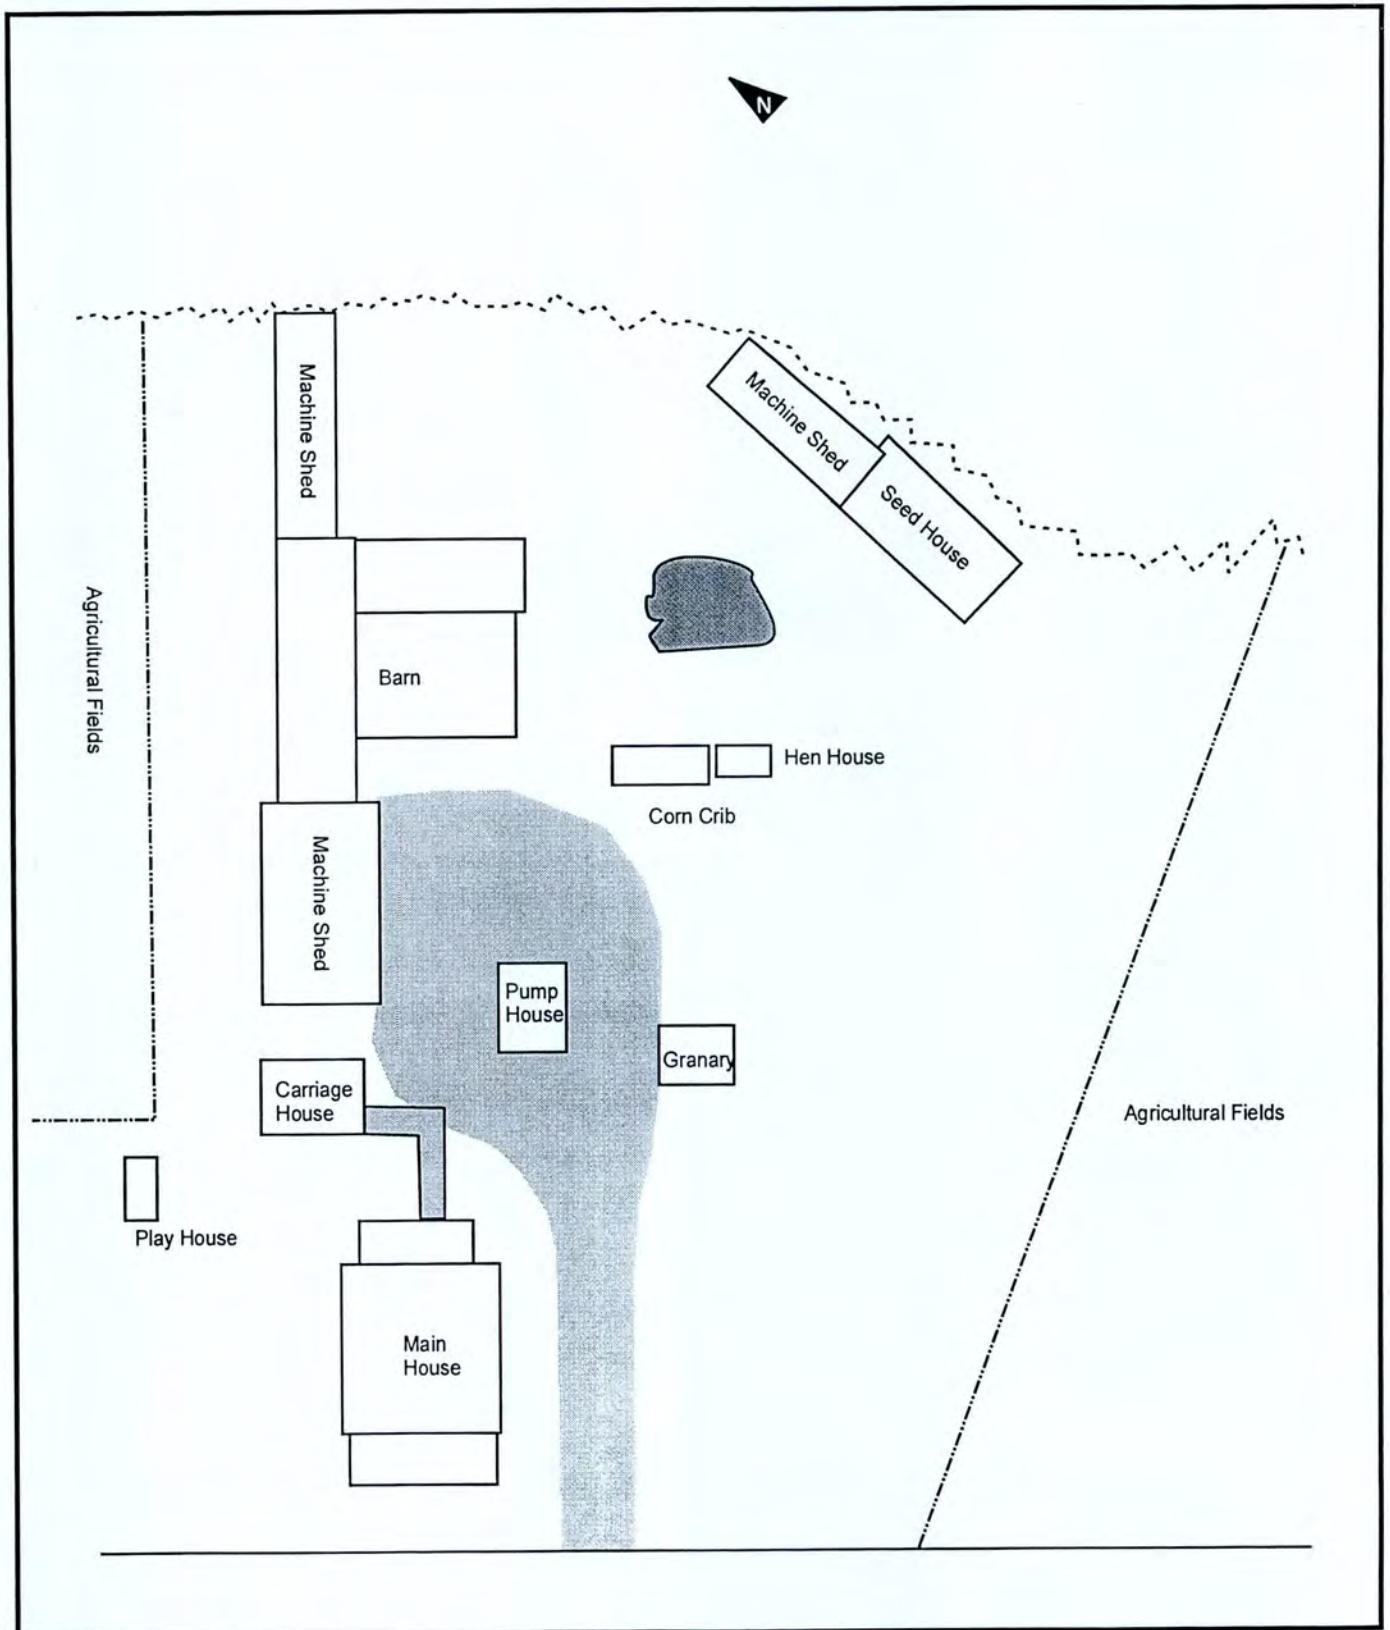 N
Machine Shed
Machine Shed
Seed House
Agricultural Fields
Barn
Hen House
Corn Crib
Machine Shed
Pump
House
Granary
Carriage
House
Agricultural Fields
Play House
Main
House